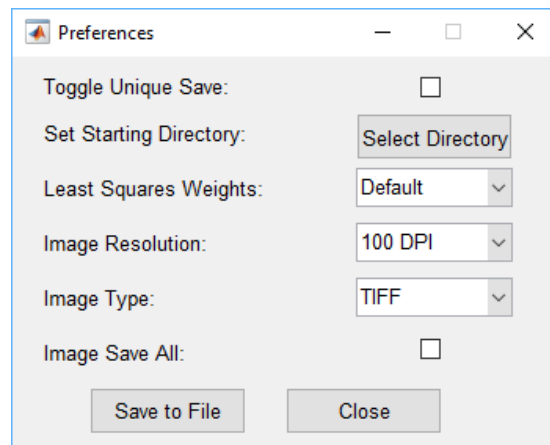 Preferences
Toggle Unique Save:
Set Starting Directory: Select Directory
Least Squares Weights: Default
Image Resolution: 100 DPI
Image Type: TIFF
Image Save All:
Save to File Close